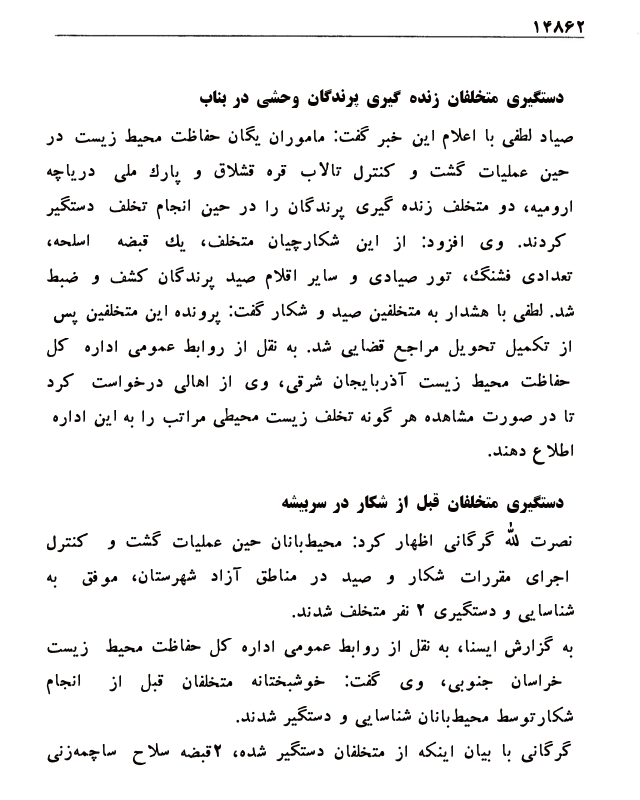 ۱۴۸۶۲
دستگیری متخلفان زنده گیری پرندگان وحشی در بناب
صیاد لطفی با اعلام این خبر گفت: ماموران یگان حفاظت محیط زیست در
حین عملیات گشت و کنترل تالاب قره قشلاق و پارك ملی دریاچه
ارومیه، دو متخلف زنده گیری پرندگان را در حین انجام تخلف دستگیر
کردند. وی افزود: از این شکارچیان متخلف، یك قبضه اسلحه،
تعدادی فشنگ، تور صیادی و سایر اقلام صید پرندگان کشف و ضبط
شد. لطفی با هشدار به متخلفین صید و شکار گفت: پرونده این متخلفین پس
از تکمیل تحویل مراجع قضایی شد. به نقل از روابط عمومی اداره کل
حفاظت محیط زیست آذربایجان شرقی، وی از اهالی درخواست کرد
تا در صورت مشاهده هر گونه تخلف زیست محیطی مراتب را به این اداره
اطلاع دهند.
دستگیری متخلفان قبل از شکار در سربیشه
نصرت لله گرگانی اظهار کرد: محیط‌بانان حین عملیات گشت و کنترل
اجرای مقررات شکار و صید در مناطق آزاد شهرستان، موفق به
شناسایی و دستگیری ۲ نفر متخلف شدند.
به گزارش ایسنا، به نقل از روابط عمومی اداره کل حفاظت محیط زیست
خراسان جنوبی، وی گفت: خوشبختانه متخلفان قبل از انجام
شکارتوسط محیط‌بانان شناسایی و دستگیر شدند.
گرگانی با بیان اینکه از متخلفان دستگیر شده، ۲قبضه سلاح ساچمه‌زنی